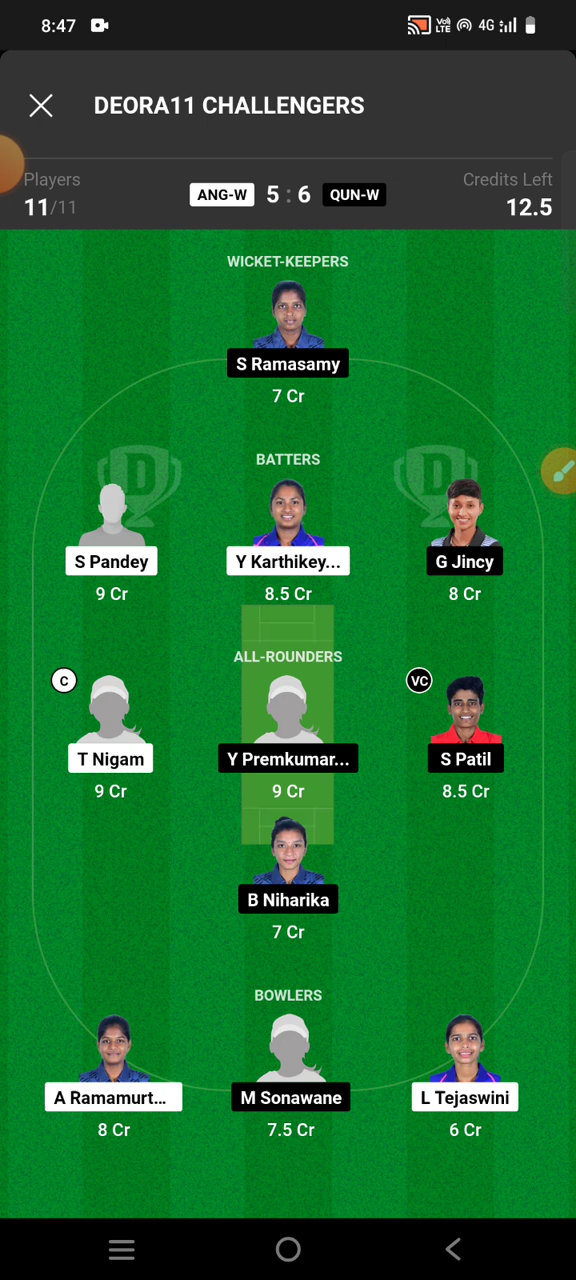 8:47
Vo)
LTE
4G
DEORA11 CHALLENGERS
Players
11/11
ANG-W 5 : 6 QUN-W
Credits Left
12.5
WICKET-KEEPERS
S Ramasamy
7 Cr
BATTERS
S Pandey
9 Cr
Y Karthikey...
8.5 Cr
G Jincy
8 Cr
ALL-ROUNDERS
C
T Nigam
9 Cr
Y Premkumar...
9 Cr
VC
S Patil
8.5 Cr
B Niharika
7 Cr
BOWLERS
A Ramamurt...
8 Cr
M Sonawane
7.5 Cr
L Tejaswini
6 Cr